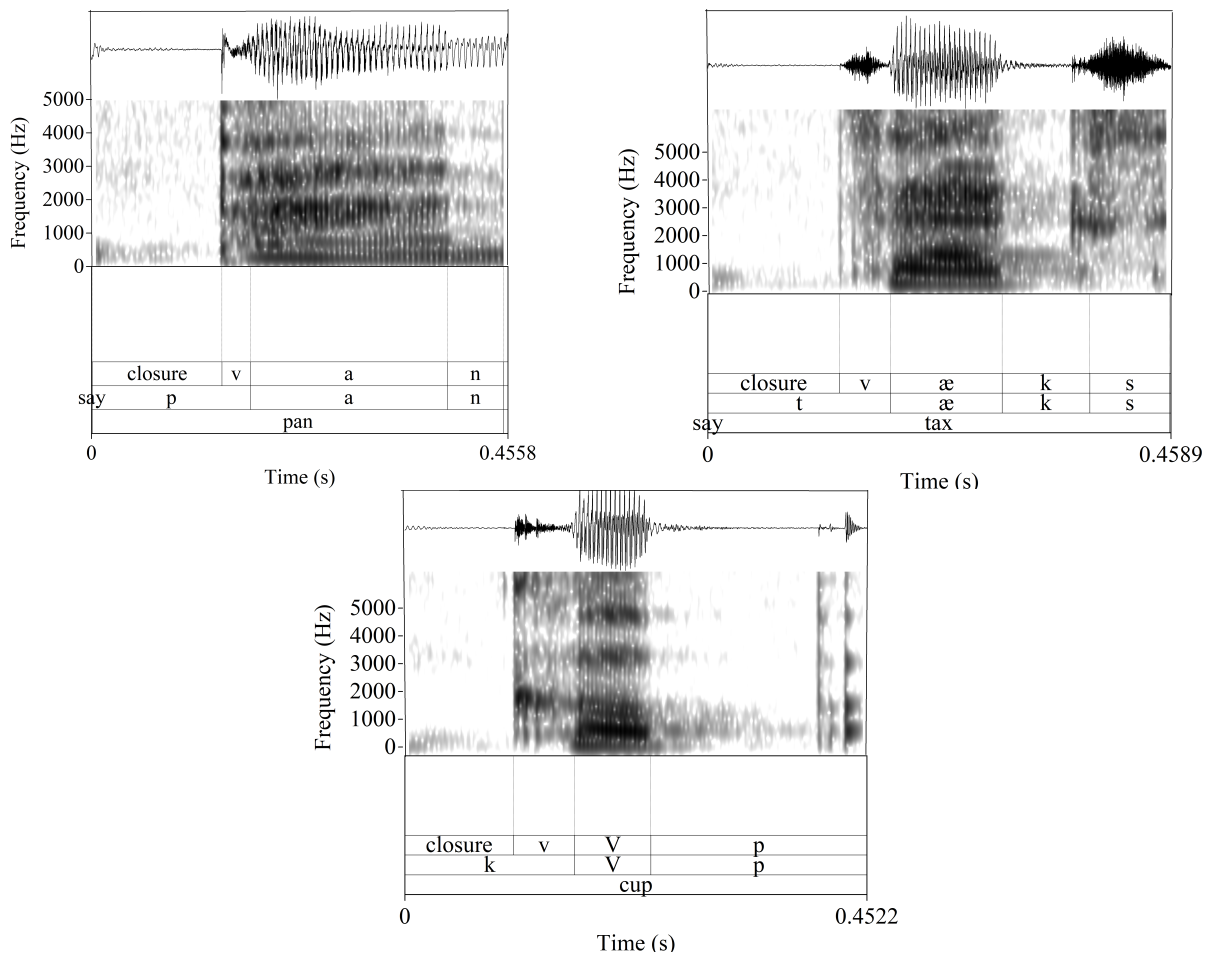 5000
4000
3000
2000
1000
0
Frequency (Hz)
closure v a n
say p a n
pan
0 0.4558
Time (s)
5000
4000
3000
2000
1000
0
Frequency (Hz)
closure v æ k s
t æ k s
say tax
0 0.4589
Time (s)
5000
4000
3000
2000
1000
0
Frequency (Hz)
closure v V p
k V p
cup
0 0.4522
Time (s)